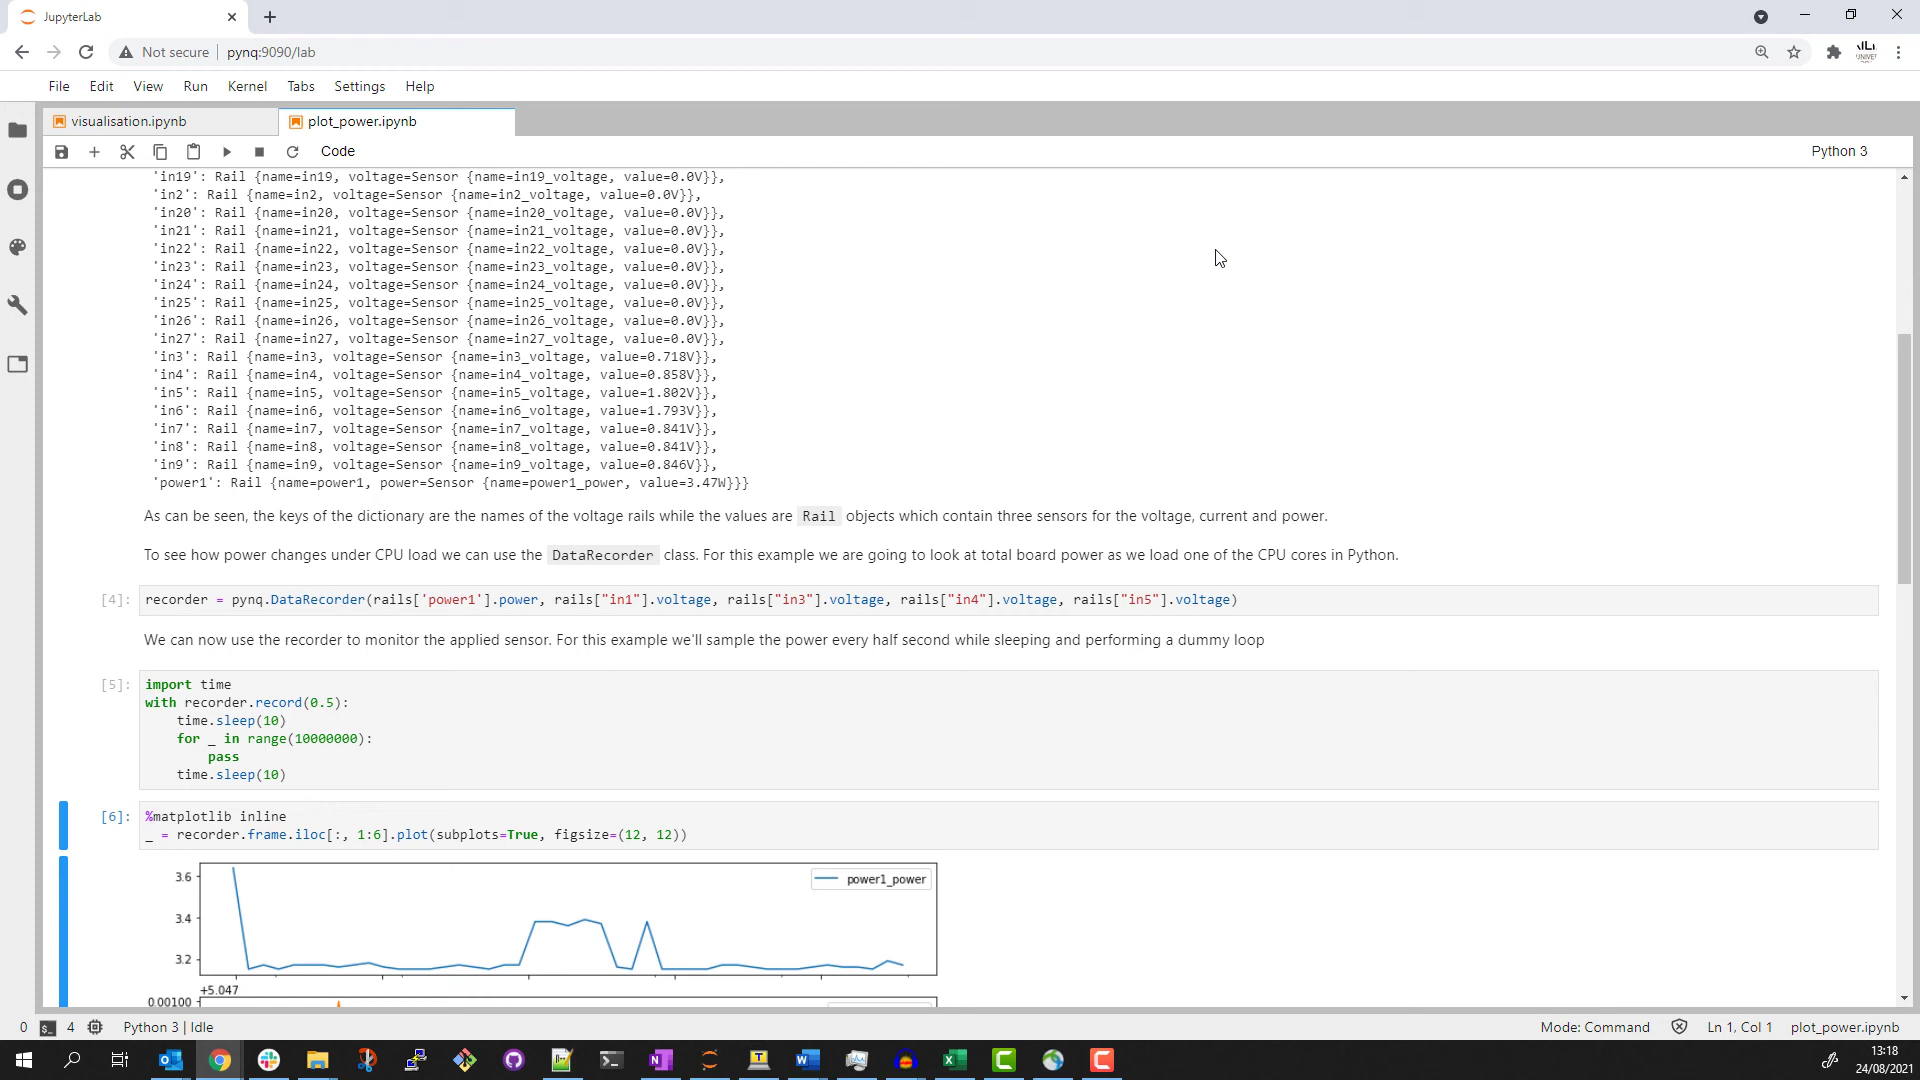 JupyterLab
Not secure
pynq:9090/lab
File Edit View Run Kernel Tabs Settings Help
visualisation.ipynb
plot_power.ipynb
Code
Python 3
'in19': Rail {name=in19, voltage=Sensor {name=in19_voltage, value=0.0V}},
'in2': Rail {name=in2, voltage=Sensor {name=in2_voltage, value=0.0V}},
'in20': Rail {name=in20, voltage=Sensor {name=in20_voltage, value=0.0V}},
'in21': Rail {name=in21, voltage=Sensor {name=in21_voltage, value=0.0V}},
'in22': Rail {name=in22, voltage=Sensor {name=in22_voltage, value=0.0V}},
'in23': Rail {name=in23, voltage=Sensor {name=in23_voltage, value=0.0V}},
'in24': Rail {name=in24, voltage=Sensor {name=in24_voltage, value=0.0V}},
'in25': Rail {name=in25, voltage=Sensor {name=in25_voltage, value=0.0V}},
'in26': Rail {name=in26, voltage=Sensor {name=in26_voltage, value=0.0V}},
'in27': Rail {name=in27, voltage=Sensor {name=in27_voltage, value=0.0V}},
'in3': Rail {name=in3, voltage=Sensor {name=in3_voltage, value=0.718V}},
'in4': Rail {name=in4, voltage=Sensor {name=in4_voltage, value=0.858V}},
'in5': Rail {name=in5, voltage=Sensor {name=in5_voltage, value=1.802V}},
'in6': Rail {name=in6, voltage=Sensor {name=in6_voltage, value=1.793V}},
'in7': Rail {name=in7, voltage=Sensor {name=in7_voltage, value=0.841V}},
'in8': Rail {name=in8, voltage=Sensor {name=in8_voltage, value=0.841V}},
'in9': Rail {name=in9, voltage=Sensor {name=in9_voltage, value=0.846V}},
'power1': Rail {name=power1, power=Sensor {name=power1_power, value=3.47W}}}
As can be seen, the keys of the dictionary are the names of the voltage rails while the values are Rail objects which contain three sensors for the voltage, current and power.
To see how power changes under CPU load we can use the DataRecorder class. For this example we are going to look at total board power as we load one of the CPU cores in Python.
[4]: recorder = pynq.DataRecorder(rails['power1'].power, rails["in1"].voltage, rails["in3"].voltage, rails["in4"].voltage, rails["in5"].voltage)
We can now use the recorder to monitor the applied sensor. For this example we'll sample the power every half second while sleeping and performing a dummy loop
[5]: import time
with recorder.record(0.5):
    time.sleep(10)
    for _ in range(10000000):
        pass
    time.sleep(10)
[6]: %matplotlib inline
_ = recorder.frame.iloc[:, 1:6].plot(subplots=True, figsize=(12, 12))
3.6
power1_power
3.4
3.2
+5.047
0.00100
0 4 Python 3 | Idle
Mode: Command Ln 1, Col 1 plot_power.ipynb
13:18
24/08/2021